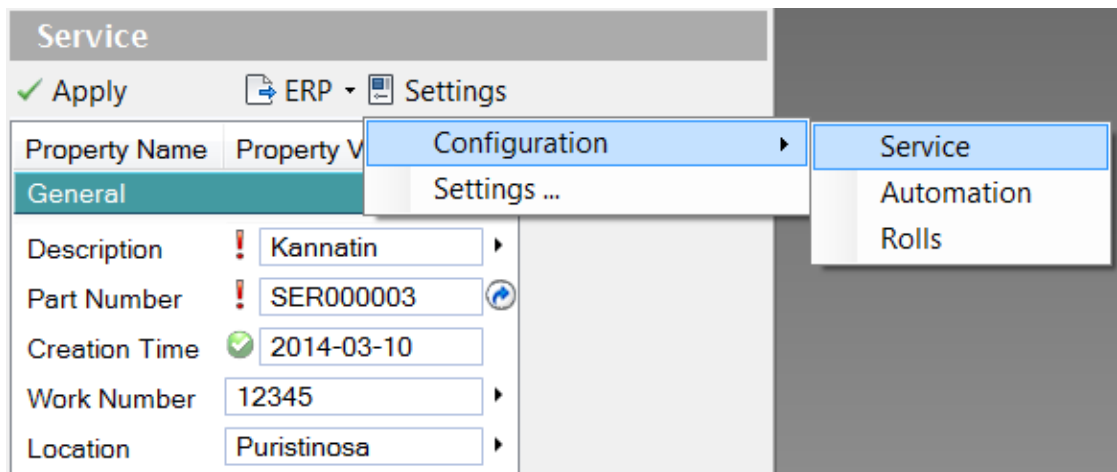 Service
Apply ERP Settings
Property Name Property V
Configuration
Service
General
Settings ...
Automation
Rolls
Description ! Kannatin
Part Number ! SER000003
Creation Time 2014-03-10
Work Number 12345
Location Puristinosa